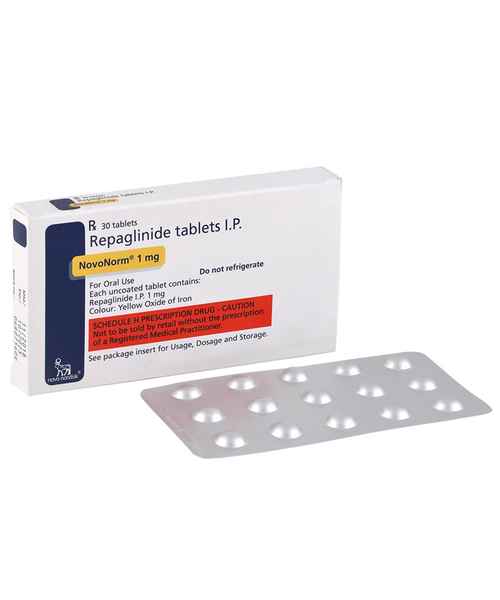 ℞ 30 tablets
Repaglinide tablets I.P.
NovoNorm® 1 mg
Do not refrigerate
For Oral Use
Each uncoated tablet contains:
Repaglinide I.P. 1 mg
Colour: Yellow Oxide of Iron
SCHEDULE H PRESCRIPTION DRUG - CAUTION
Not to be sold by retail without the prescription
of a Registered Medical Practitioner.
See package insert for Usage, Dosage and Storage.
novo nordisk®